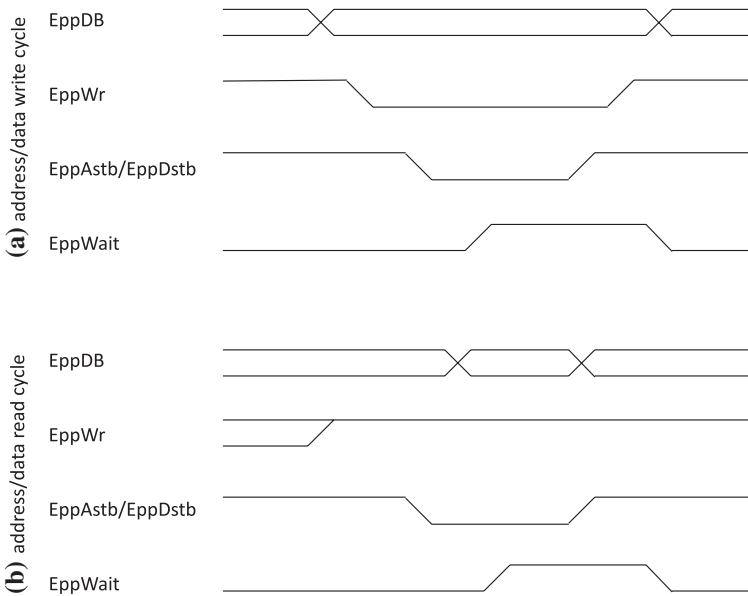 (a) address/data write cycle
EppDB
EppWr
EppAstb/EppDstb
EppWait
(b) address/data read cycle
EppDB
EppWr
EppAstb/EppDstb
EppWait